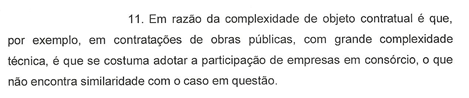 11. Em razão da complexidade de objeto contratual é que,
por exemplo, em contratações de obras públicas, com grande complexidade
técnica, é que se costuma adotar a participação de empresas em consórcio, o que
não encontra similaridade com o caso em questão.